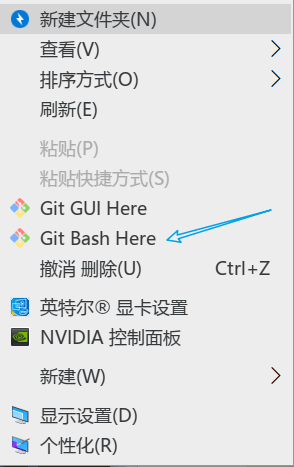 新建文件夹(N)
查看(V)
排序方式(O)
刷新(E)
粘贴(P)
粘贴快捷方式(S)
Git GUI Here
Git Bash Here
撤消 删除(U) Ctrl+Z
英特尔® 显卡设置
NVIDIA 控制面板
新建(W)
显示设置(D)
个性化(R)